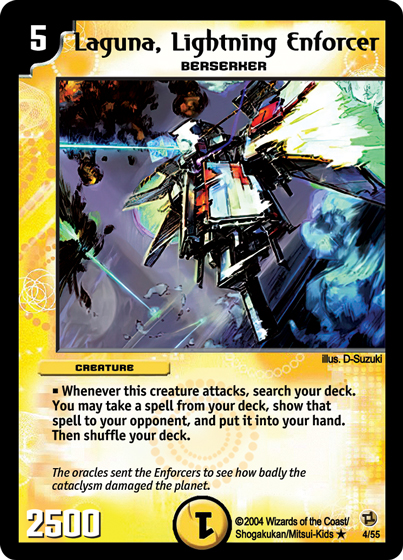 5 Laguna, Lightning Enforcer
BERSERKER
illus. D-Suzuki
CREATURE
▪ Whenever this creature attacks, search your deck.
You may take a spell from your deck, show that
spell to your opponent, and put it into your hand.
Then shuffle your deck.
The oracles sent the Enforcers to see how badly the
cataclysm damaged the planet.
2500
1
©2004 Wizards of the Coast/
Shogakukan/Mitsui-Kids ★ 4/55